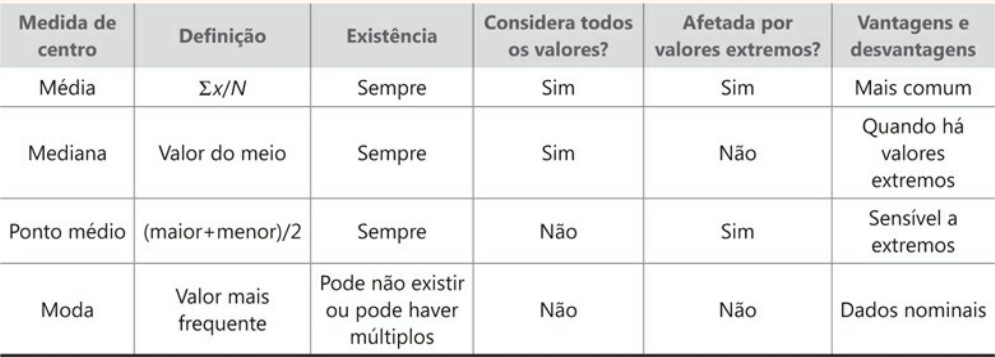 Medida de centro | Definição | Existência | Considera todos os valores? | Afetada por valores extremos? | Vantagens e desvantagens
Média | Σx/N | Sempre | Sim | Sim | Mais comum
Mediana | Valor do meio | Sempre | Sim | Não | Quando há valores extremos
Ponto médio | (maior+menor)/2 | Sempre | Não | Sim | Sensível a extremos
Moda | Valor mais frequente | Pode não existir ou pode haver múltiplos | Não | Não | Dados nominais